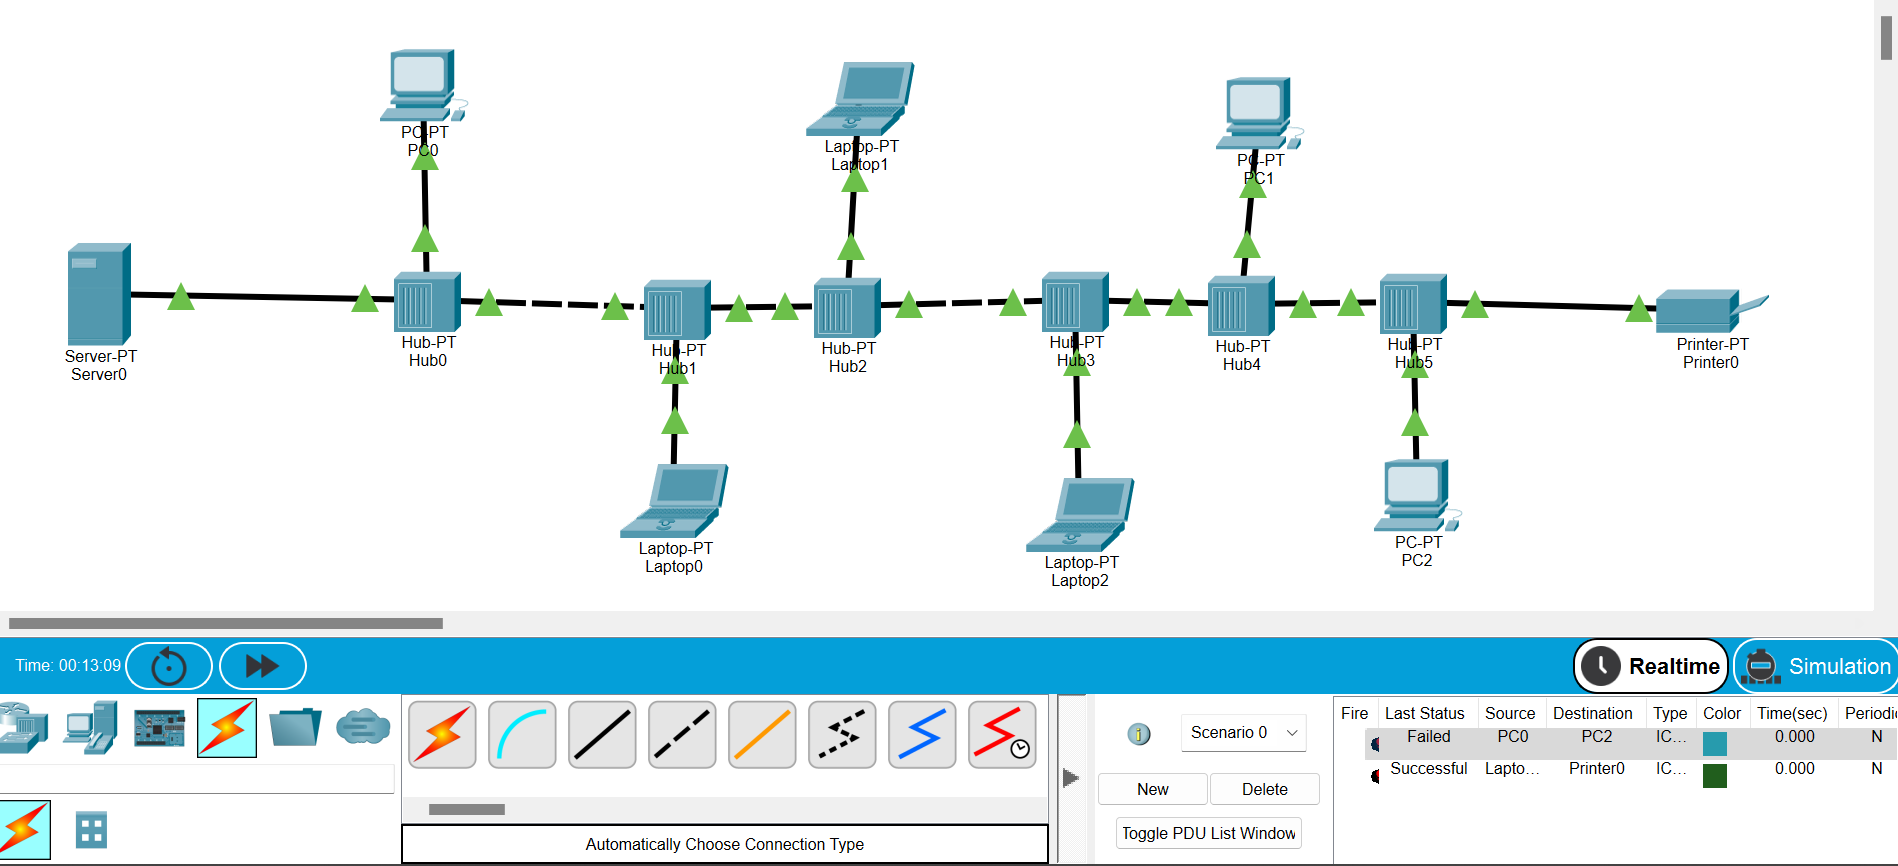 PC-PT
PC0
Laptop-PT
Laptop1
PC-PT
PC1
Server-PT
Server0
Hub-PT
Hub0
Hub-PT
Hub1
Hub-PT
Hub2
Hub-PT
Hub3
Hub-PT
Hub4
Hub-PT
Hub5
Printer-PT
Printer0
Laptop-PT
Laptop0
Laptop-PT
Laptop2
PC-PT
PC2
Time: 00:13:09
Realtime
Simulation
Scenario 0
New
Delete
Toggle PDU List Window
Automatically Choose Connection Type
Fire Last Status Source Destination Type Color Time(sec) Periodic
Failed PC0 PC2 IC... 0.000 N
Successful Lapto... Printer0 IC... 0.000 N